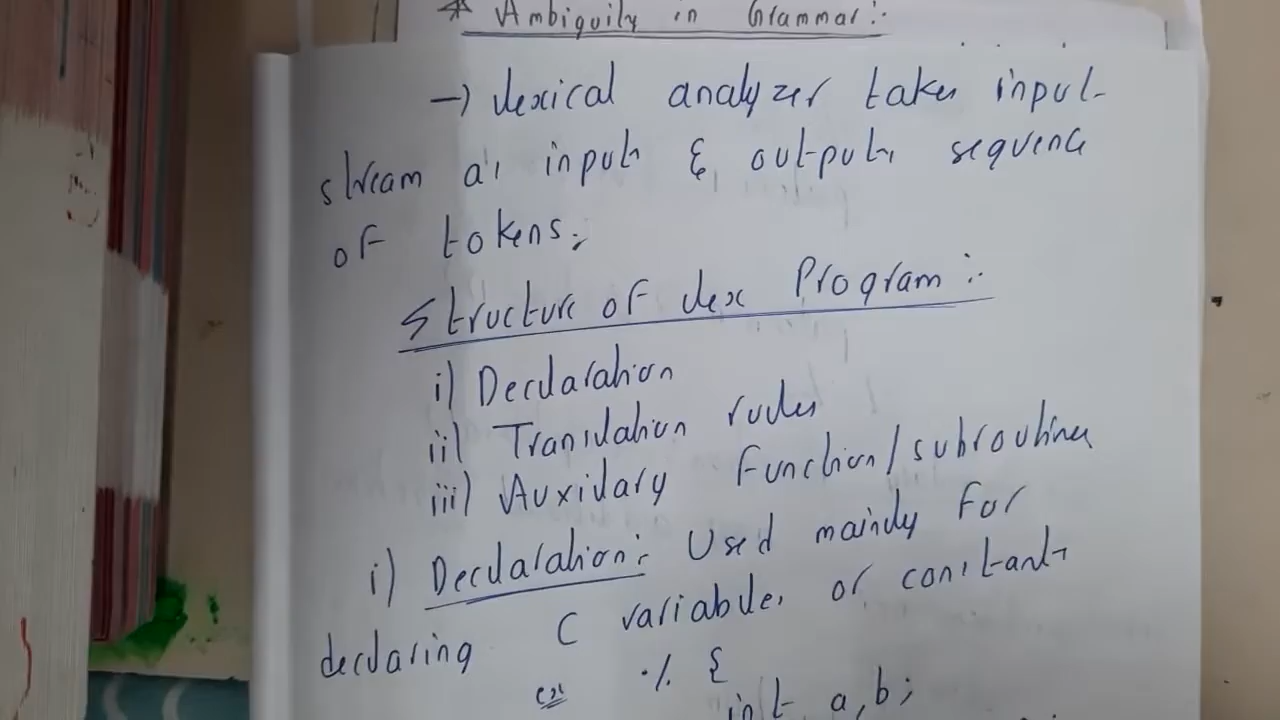 * Ambiguity in Grammar:-
→ Lexical analyzer takes input
stream as input & outputs sequence
of tokens.
Structure of Lex Program:-
i) Declaration
ii) Translation rules
iii) Auxilary Function/subroutines
i) Declaration: Used mainly For
declaring C variables or constants
%{
int a,b;